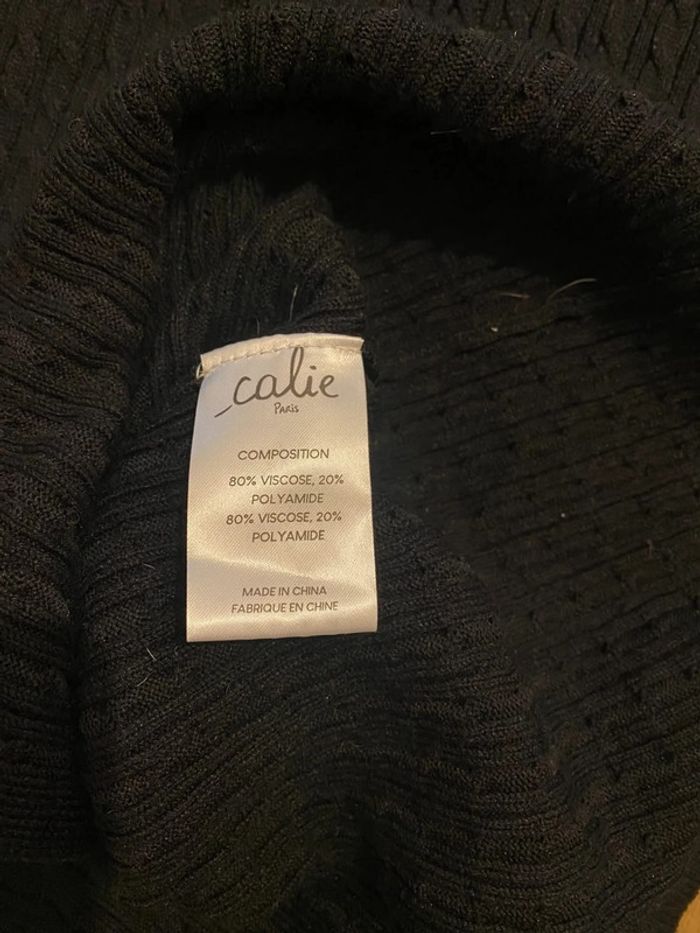 _calie
PARIS
COMPOSITION
80% VISCOSE, 20%
POLYAMIDE
80% VISCOSE, 20%
POLYAMIDE
MADE IN CHINA
FABRIQUE EN CHINE